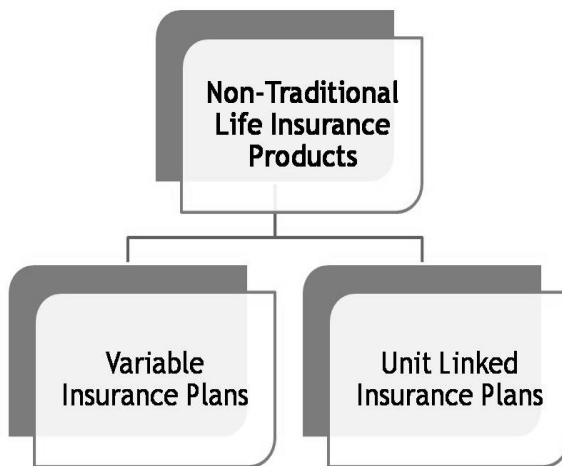 Non-Traditional
Life Insurance
Products
Variable
Insurance Plans
Unit Linked
Insurance Plans